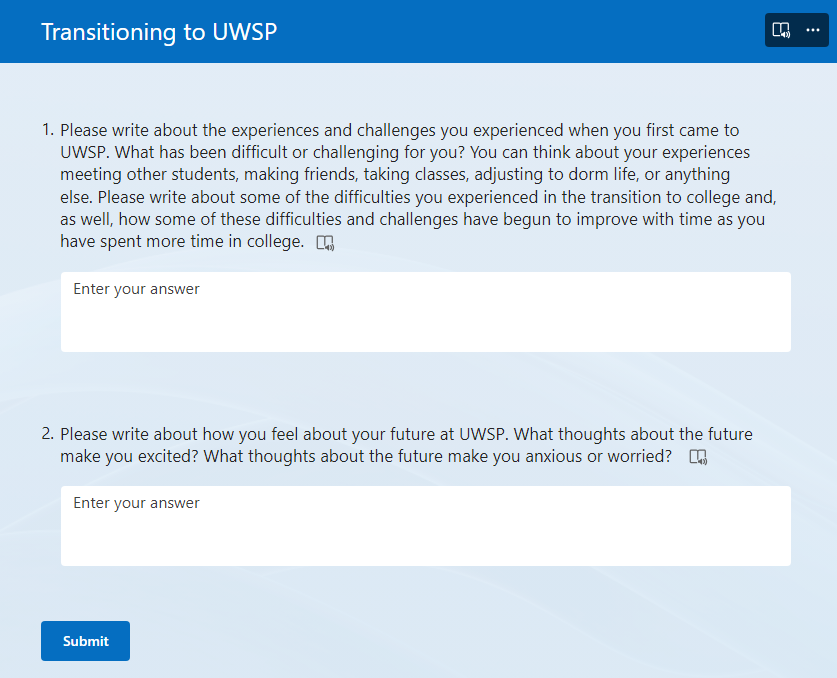 Transitioning to UWSP
1. Please write about the experiences and challenges you experienced when you first came to
UWSP. What has been difficult or challenging for you? You can think about your experiences
meeting other students, making friends, taking classes, adjusting to dorm life, or anything
else. Please write about some of the difficulties you experienced in the transition to college and,
as well, how some of these difficulties and challenges have begun to improve with time as you
have spent more time in college.
Enter your answer
2. Please write about how you feel about your future at UWSP. What thoughts about the future
make you excited? What thoughts about the future make you anxious or worried?
Enter your answer
Submit